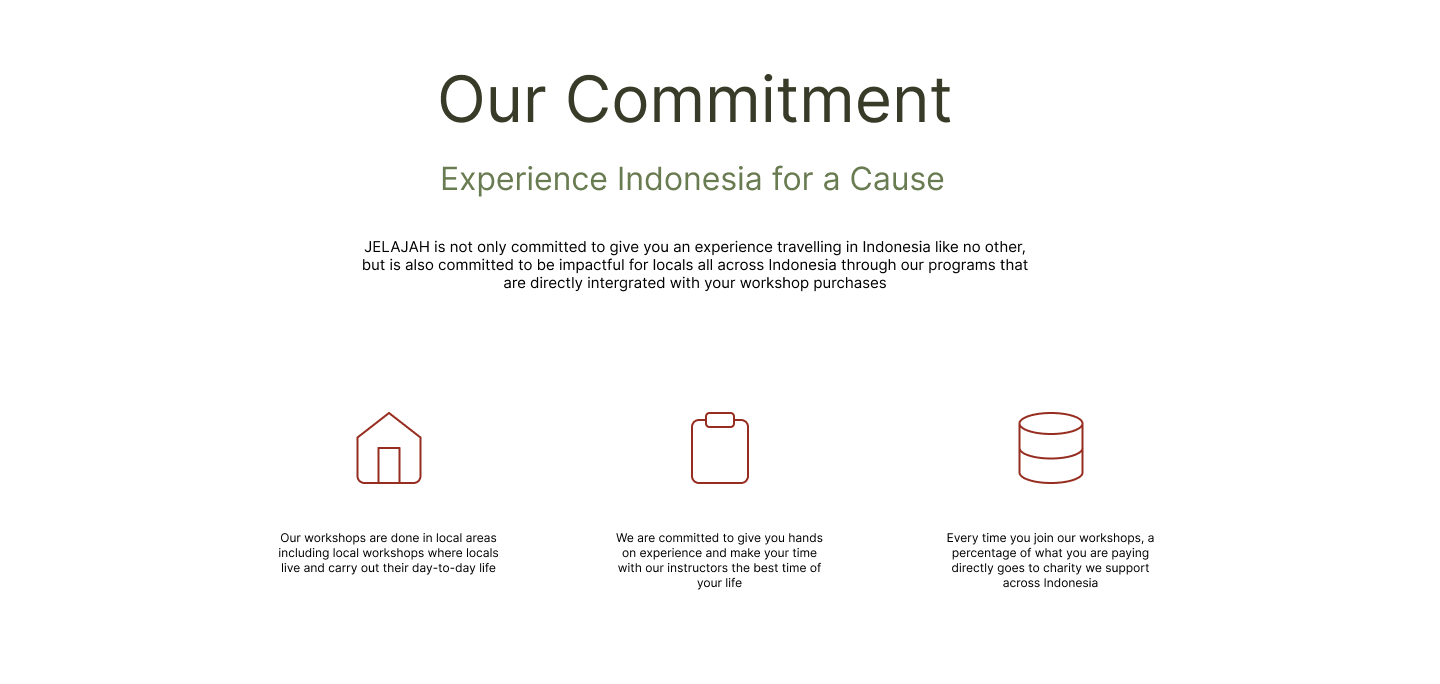 Our Commitment
Experience Indonesia for a Cause
JELAJAH is not only committed to give you an experience travelling in Indonesia like no other,
but is also committed to be impactful for locals all across Indonesia through our programs that
are directly intergrated with your workshop purchases
Our workshops are done in local areas
including local workshops where locals
live and carry out their day-to-day life
We are committed to give you hands
on experience and make your time
with our instructors the best time of
your life
Every time you join our workshops, a
percentage of what you are paying
directly goes to charity we support
across Indonesia